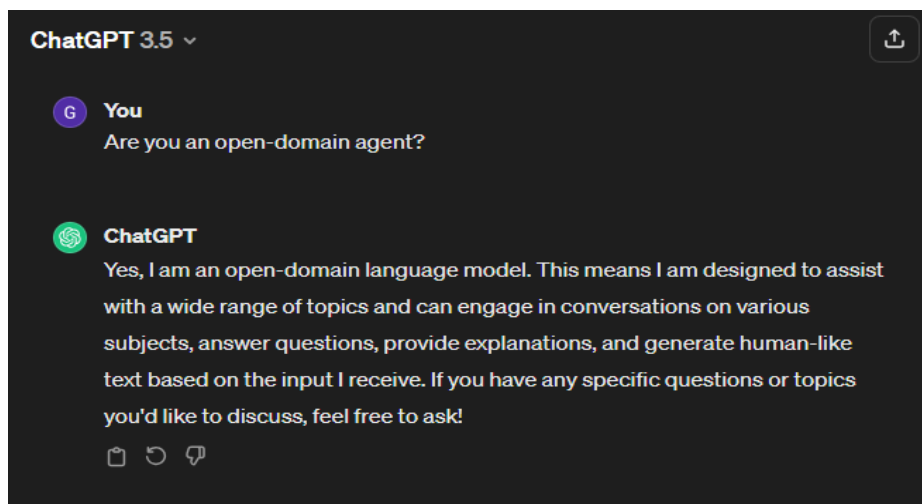 ChatGPT 3.5
G
You
Are you an open-domain agent?
ChatGPT
Yes, I am an open-domain language model. This means I am designed to assist
with a wide range of topics and can engage in conversations on various
subjects, answer questions, provide explanations, and generate human-like
text based on the input I receive. If you have any specific questions or topics
you'd like to discuss, feel free to ask!